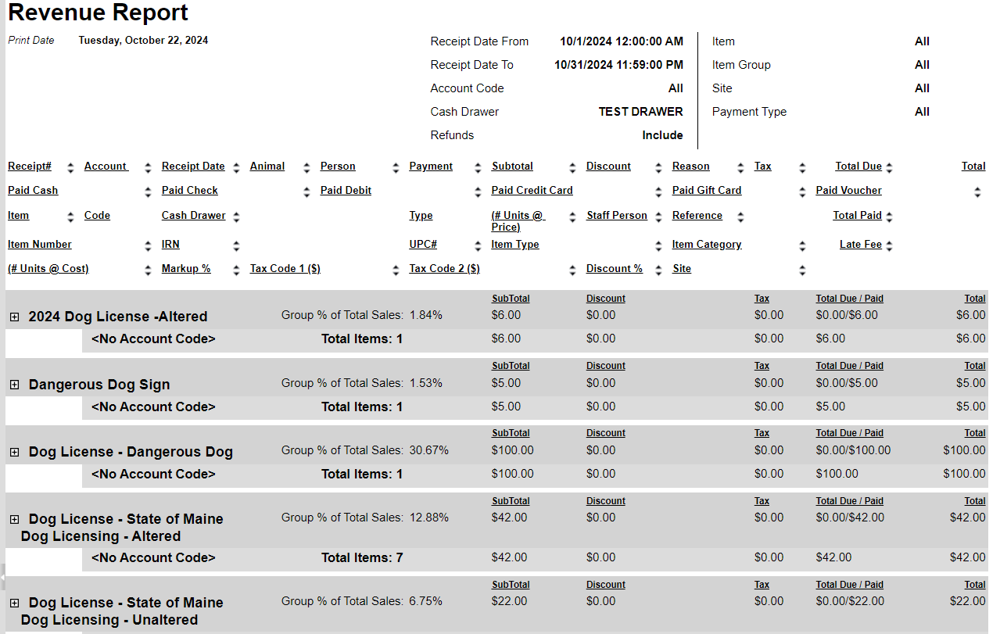 Revenue Report
Print Date Tuesday, October 22, 2024
Receipt Date From 10/1/2024 12:00:00 AM Item All
Receipt Date To 10/31/2024 11:59:00 PM Item Group All
Account Code All Site All
Cash Drawer TEST DRAWER Payment Type All
Refunds Include
Receipt# Account Receipt Date Animal Person Payment Subtotal Discount Reason Tax Total Due Total
Paid Cash Paid Check Paid Debit Paid Credit Card Paid Gift Card Paid Voucher
Item Code Cash Drawer Type (# Units @ Staff Person Reference Total Paid
Price)
Item Number IRN UPC# Item Type Item Category Late Fee
(# Units @ Cost) Markup % Tax Code 1 ($) Tax Code 2 ($) Discount % Site
SubTotal Discount Tax Total Due / Paid Total
2024 Dog License -Altered Group % of Total Sales: 1.84% $6.00 $0.00 $0.00 $0.00/$6.00 $6.00
<No Account Code> Total Items: 1 $6.00 $0.00 $0.00 $6.00 $6.00
SubTotal Discount Tax Total Due / Paid Total
Dangerous Dog Sign Group % of Total Sales: 1.53% $5.00 $0.00 $0.00 $0.00/$5.00 $5.00
<No Account Code> Total Items: 1 $5.00 $0.00 $0.00 $5.00 $5.00
SubTotal Discount Tax Total Due / Paid Total
Dog License - Dangerous Dog Group % of Total Sales: 30.67% $100.00 $0.00 $0.00 $0.00/$100.00 $100.00
<No Account Code> Total Items: 1 $100.00 $0.00 $0.00 $100.00 $100.00
SubTotal Discount Tax Total Due / Paid Total
Dog License - State of Maine Group % of Total Sales: 12.88% $42.00 $0.00 $0.00 $0.00/$42.00 $42.00
Dog Licensing - Altered
<No Account Code> Total Items: 7 $42.00 $0.00 $0.00 $42.00 $42.00
SubTotal Discount Tax Total Due / Paid Total
Dog License - State of Maine Group % of Total Sales: 6.75% $22.00 $0.00 $0.00 $0.00/$22.00 $22.00
Dog Licensing - Unaltered